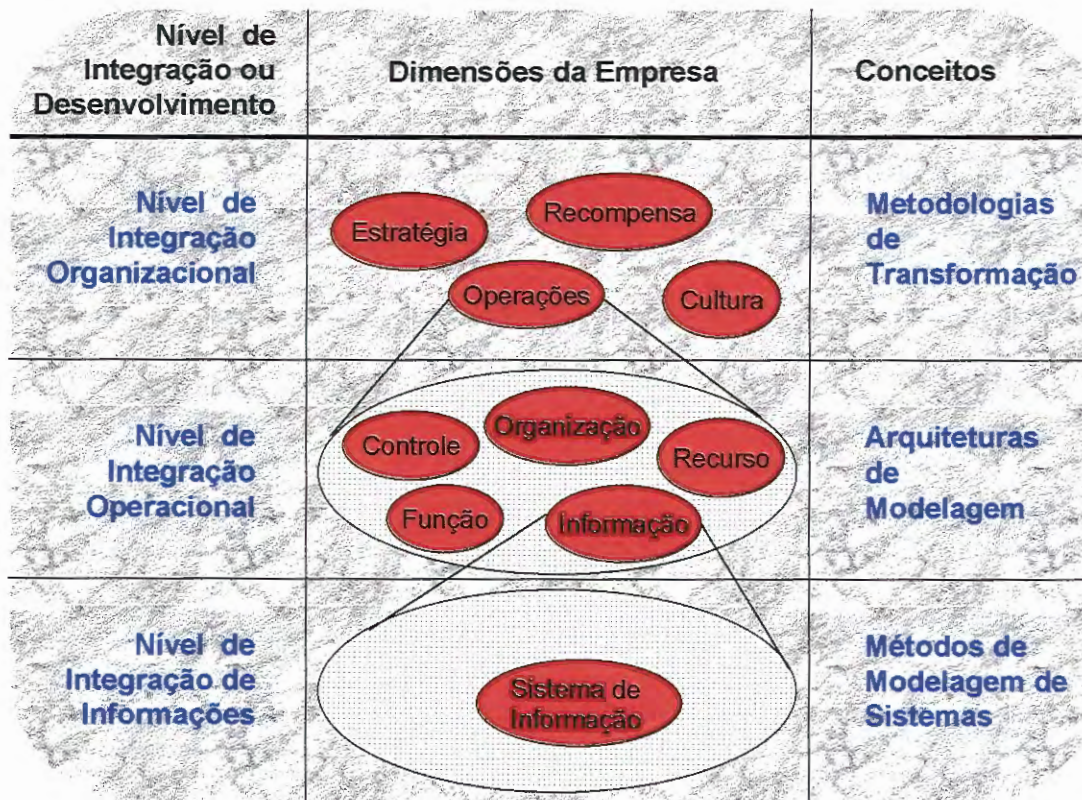 Nível de
Integração ou
Desenvolvimento
Dimensões da Empresa
Conceitos
Nível de
Integração
Organizacional
Estratégia
Recompensa
Operações
Cultura
Metodologias
de
Transformação
Nível de
Integração
Operacional
Controle
Organização
Recurso
Função
Informação
Arquiteturas
de
Modelagem
Nível de
Integração de
Informações
Sistema de
Informação
Métodos de
Modelagem de
Sistemas